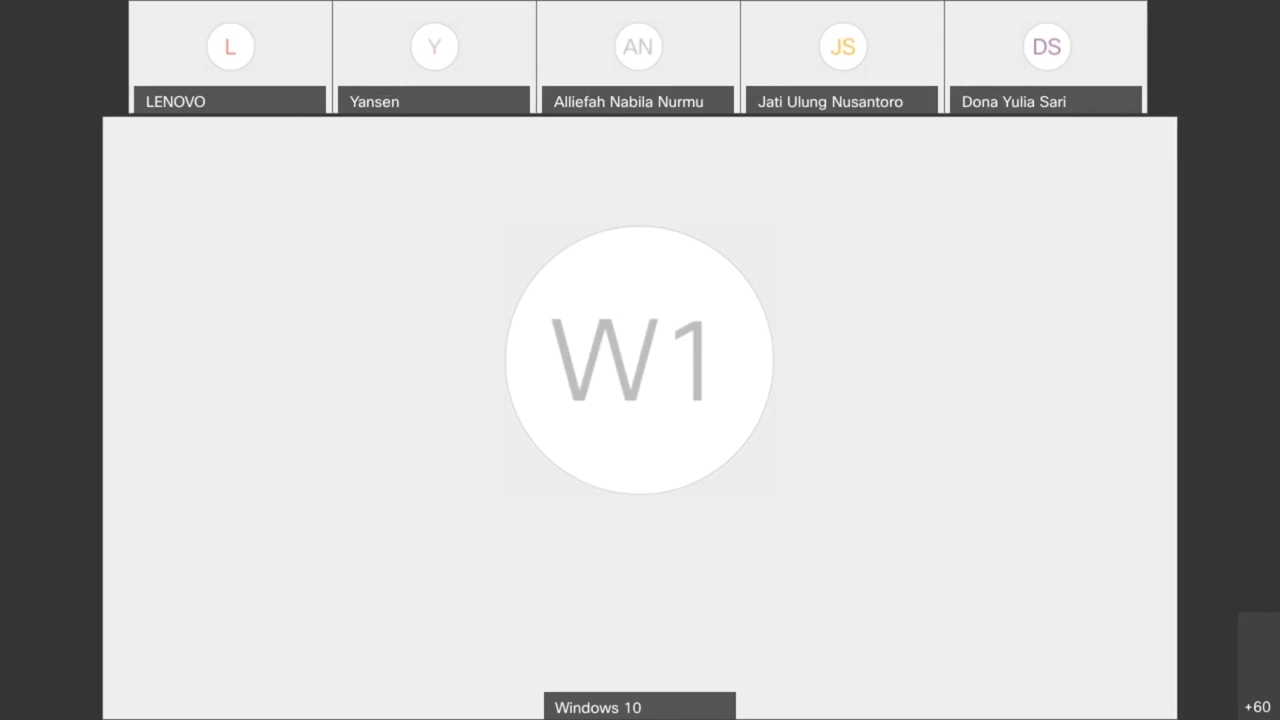 L
Y
AN
JS
DS
LENOVO
Yansen
Alliefah Nabila Nurmu
Jati Ulung Nusantoro
Dona Yulia Sari
W1
Windows 10
+60